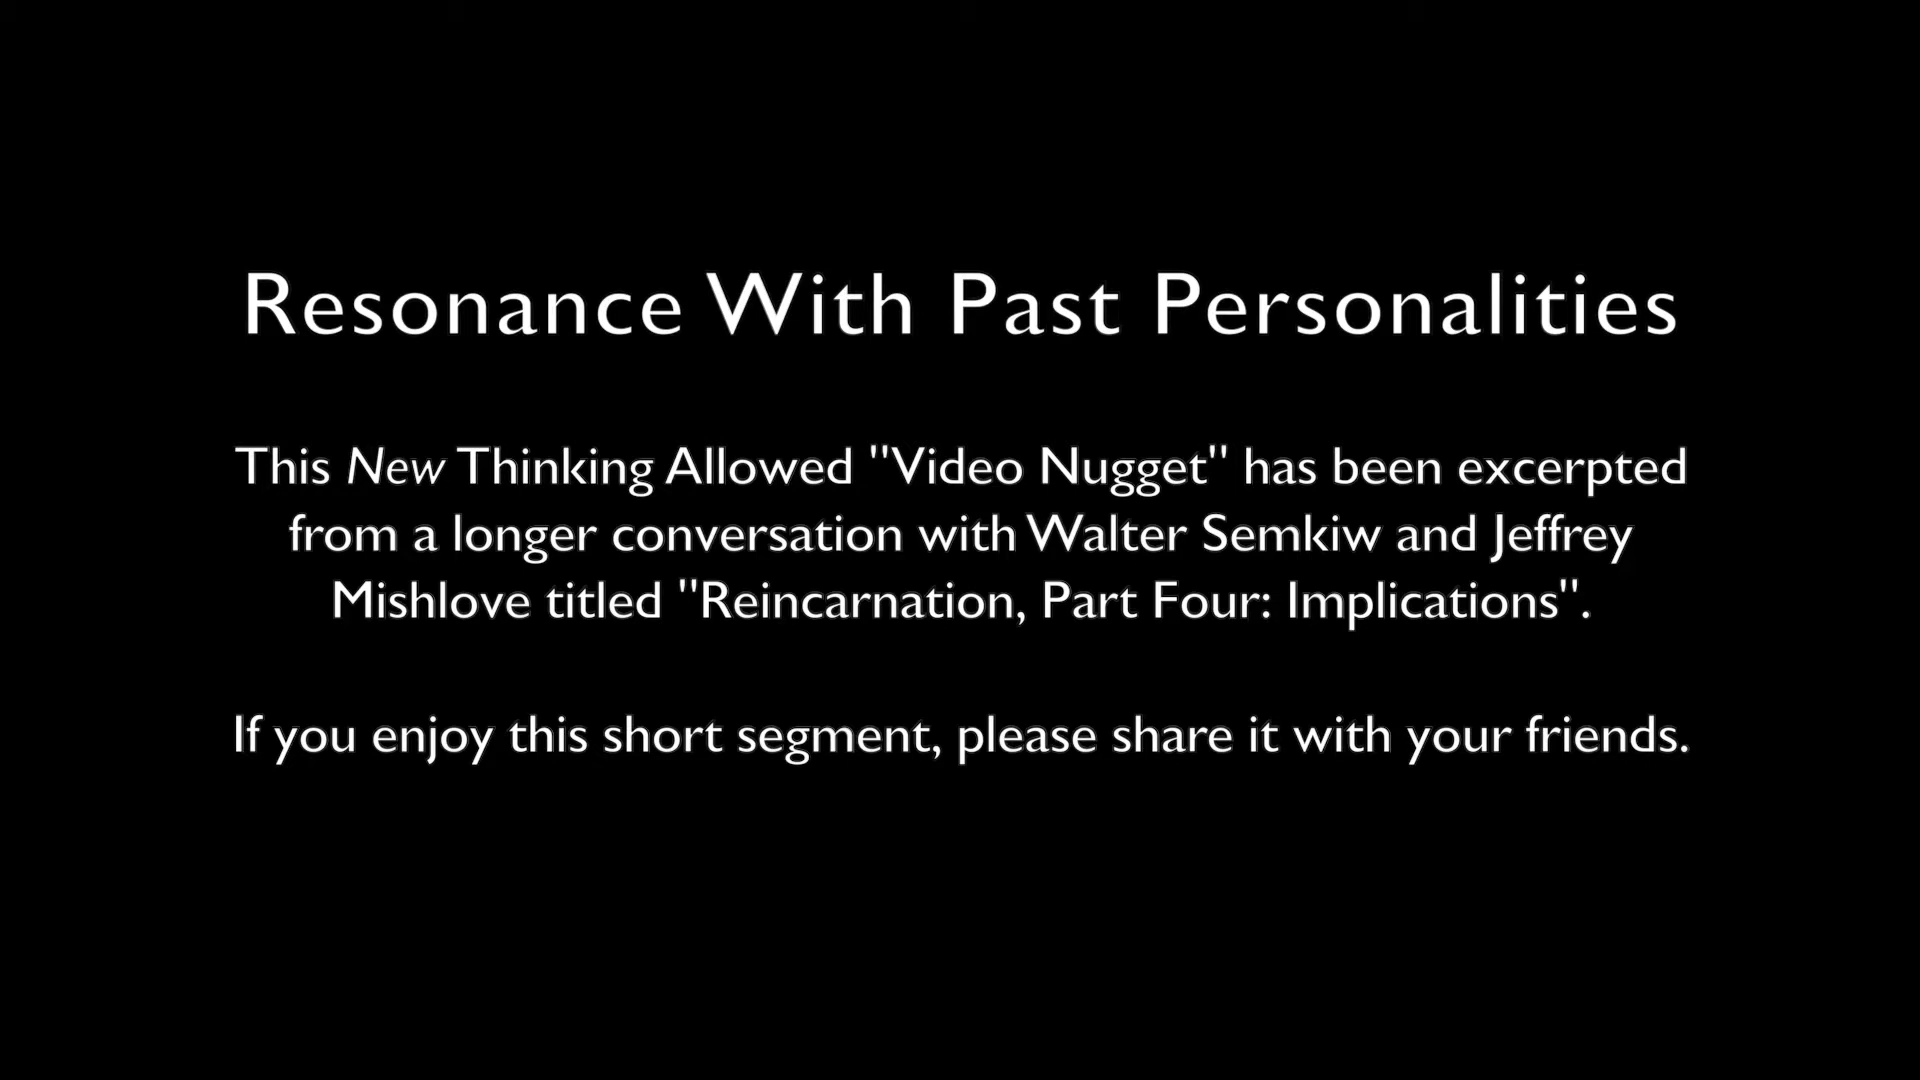 Resonance With Past Personalities
This New Thinking Allowed "Video Nugget" has been excerpted
from a longer conversation with Walter Semkiw and Jeffrey
Mishlove titled "Reincarnation, Part Four: Implications".
If you enjoy this short segment, please share it with your friends.